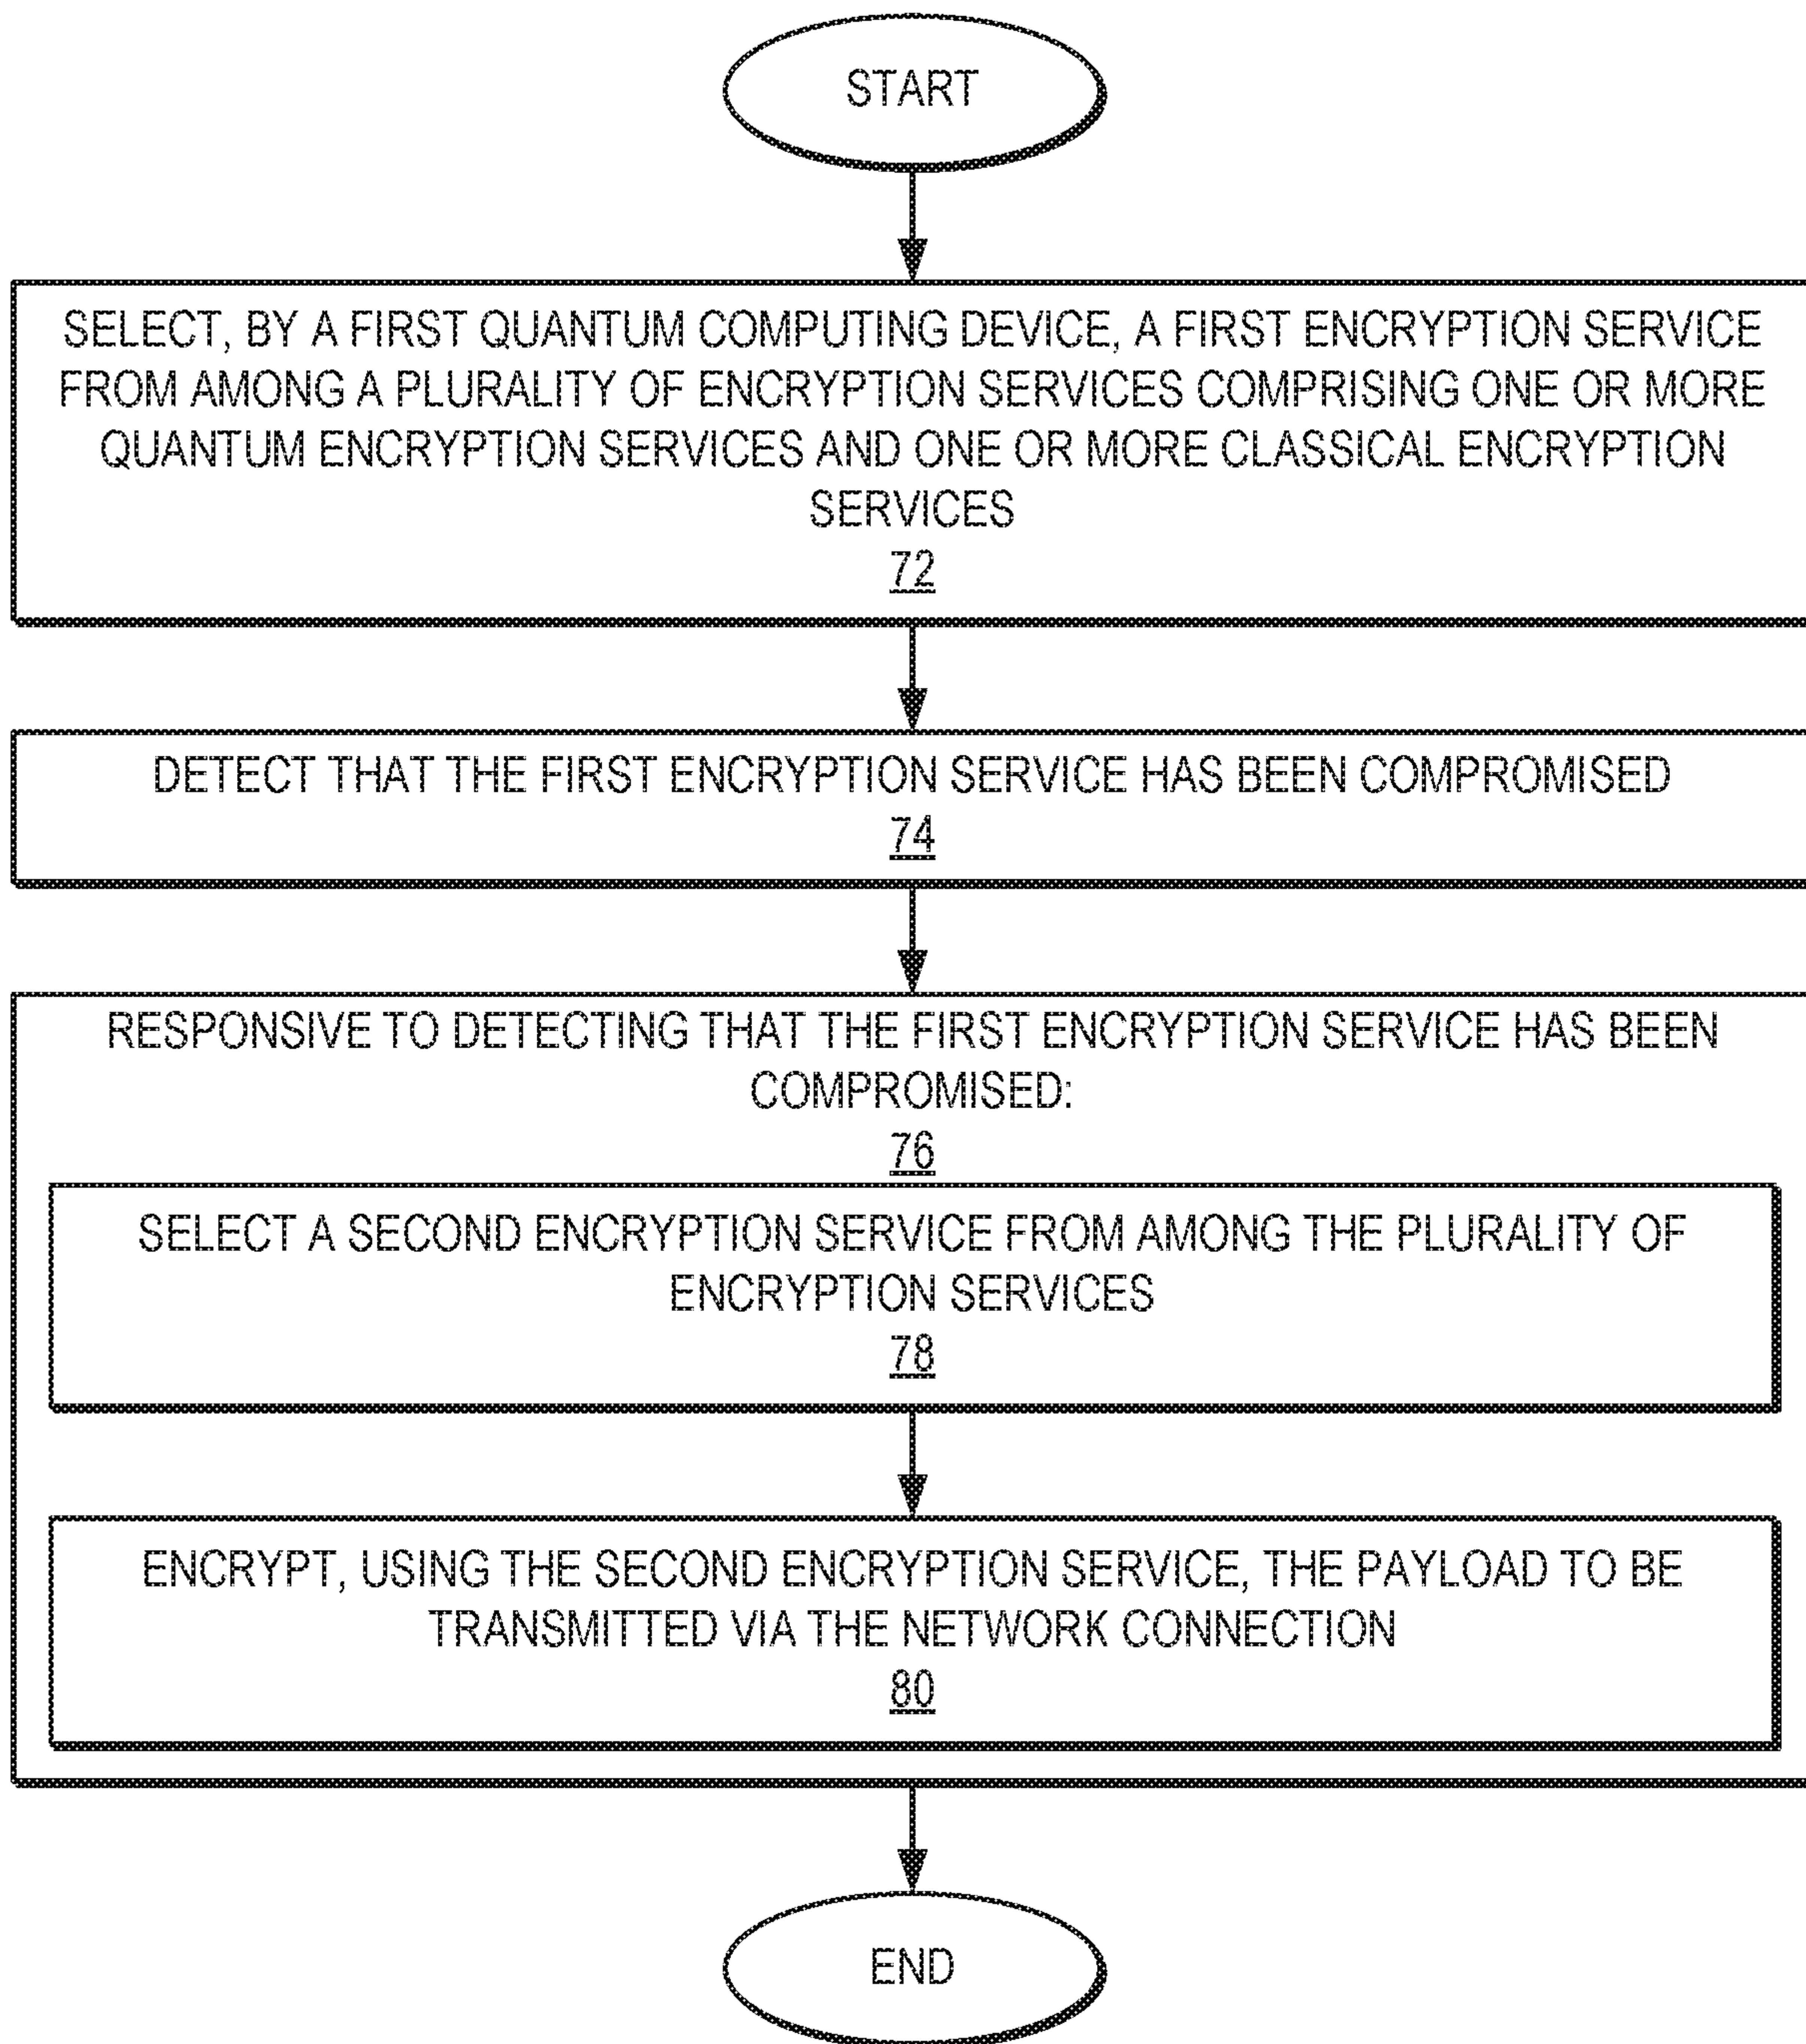 START
SELECT, BY A FIRST QUANTUM COMPUTING DEVICE, A FIRST ENCRYPTION SERVICE
FROM AMONG A PLURALITY OF ENCRYPTION SERVICES COMPRISING ONE OR MORE
QUANTUM ENCRYPTION SERVICES AND ONE OR MORE CLASSICAL ENCRYPTION
SERVICES
72
DETECT THAT THE FIRST ENCRYPTION SERVICE HAS BEEN COMPROMISED
74
RESPONSIVE TO DETECTING THAT THE FIRST ENCRYPTION SERVICE HAS BEEN
COMPROMISED:
76
SELECT A SECOND ENCRYPTION SERVICE FROM AMONG THE PLURALITY OF
ENCRYPTION SERVICES
78
ENCRYPT, USING THE SECOND ENCRYPTION SERVICE, THE PAYLOAD TO BE
TRANSMITTED VIA THE NETWORK CONNECTION
80
END